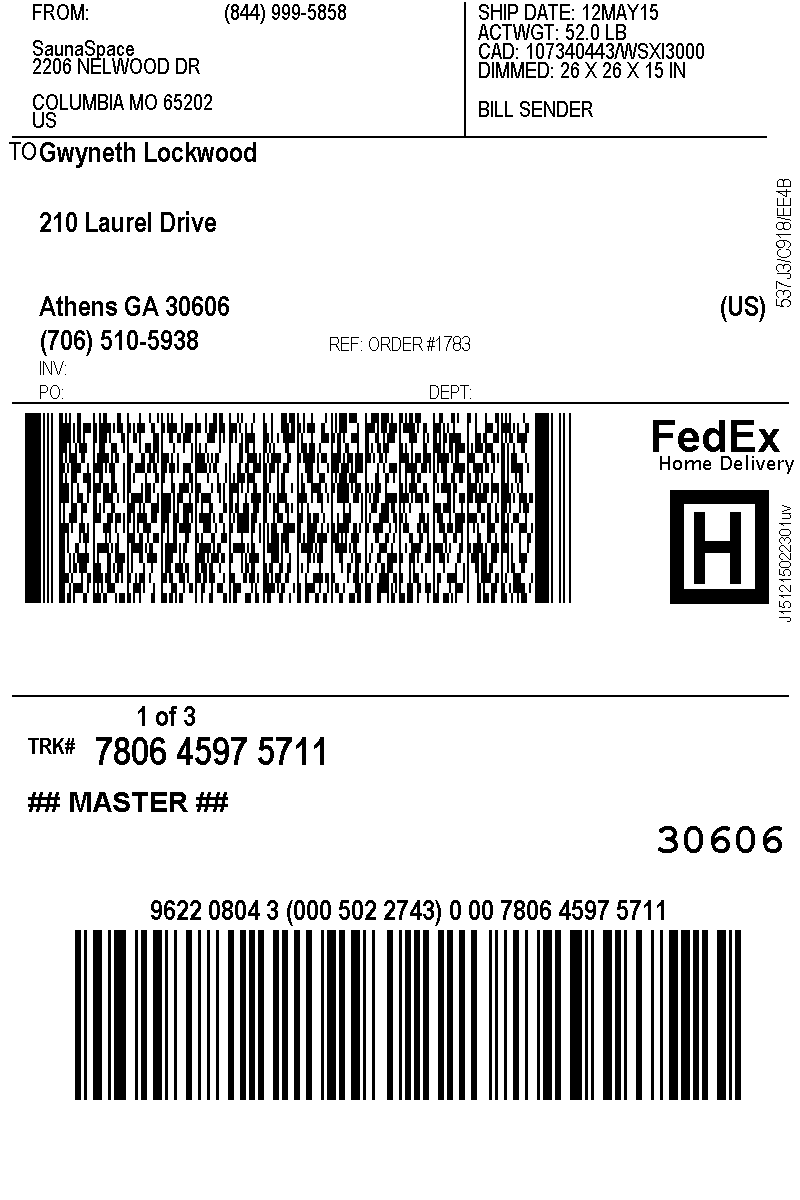 FROM: (844) 999-5858
SaunaSpace
2206 NELWOOD DR
COLUMBIA MO 65202
US
SHIP DATE: 12MAY15
ACTWGT: 52.0 LB
CAD: 107340443/WSXI3000
DIMMED: 26 X 26 X 15 IN
BILL SENDER
TO Gwyneth Lockwood
210 Laurel Drive
Athens GA 30606 (US)
(706) 510-5938 REF: ORDER #1783
INV:
PO: DEPT:
537J3/C918/EE4B
FedEx
Home Delivery
H
J151215022301uv
1 of 3
TRK# 7806 4597 5711
## MASTER ##
30606
9622 0804 3 (000 502 2743) 0 00 7806 4597 5711